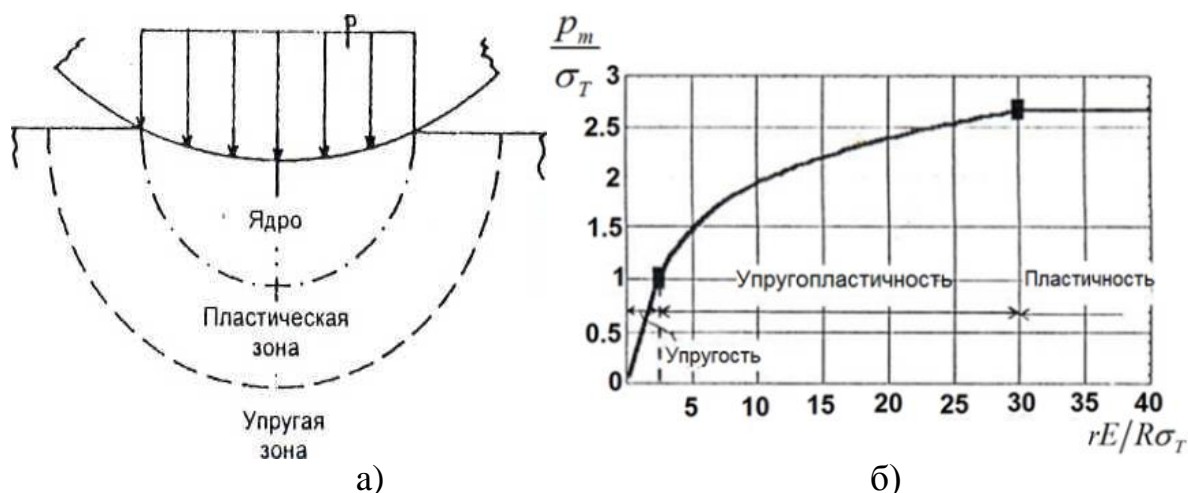 p
Ядро
Пластическая
зона
Упругая
зона
а)
p_m
σ_T
3
2.5
2
1.5
1
0.5
0
Упругопластичность
Пластичность
Упругость
5 10 15 20 25 30 35 40
rE/Rσ_T
б)